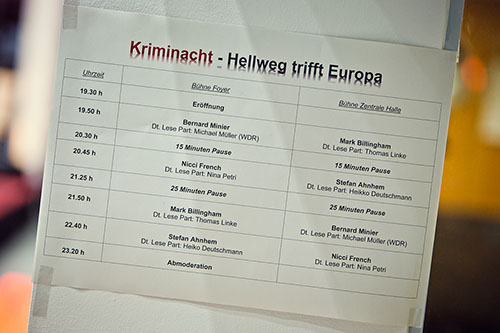 Kriminacht - Hellweg trifft Europa
Uhrzeit Bühne Foyer Bühne Zentrale Halle
19.30 h Eröffnung
19.50 h Bernard Minier Mark Billingham
Dt. Lese Part: Michael Müller (WDR) Dt. Lese Part: Thomas Linke
20.30 h 15 Minuten Pause 15 Minuten Pause
20.45 h Nicci French Stefan Ahnhem
Dt. Lese Part: Nina Petri Dt. Lese Part: Heikko Deutschmann
21.25 h 25 Minuten Pause 25 Minuten Pause
21.50 h Mark Billingham Bernard Minier
Dt. Lese Part: Thomas Linke Dt. Lese Part: Michael Müller (WDR)
22.40 h Stefan Ahnhem Nicci French
Dt. Lese Part: Heiko Deutschmann Dt. Lese Part: Nina Petri
23.20 h Abmoderation